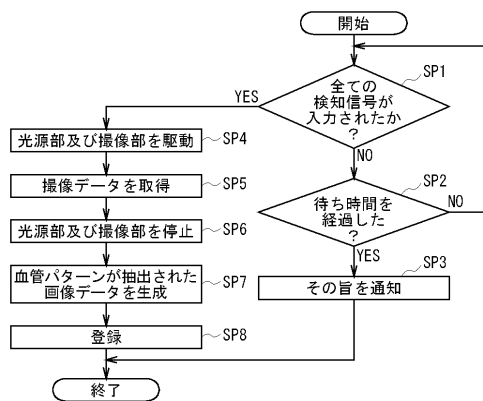 開始
全ての
検知信号が
入力されたか
?
SP1
YES
NO
光源部及び撮像部を駆動
SP4
撮像データを取得
SP5
光源部及び撮像部を停止
SP6
血管パターンが抽出された
画像データを生成
SP7
登録
SP8
待ち時間を
経過した
?
SP2
NO
YES
その旨を通知
SP3
終了